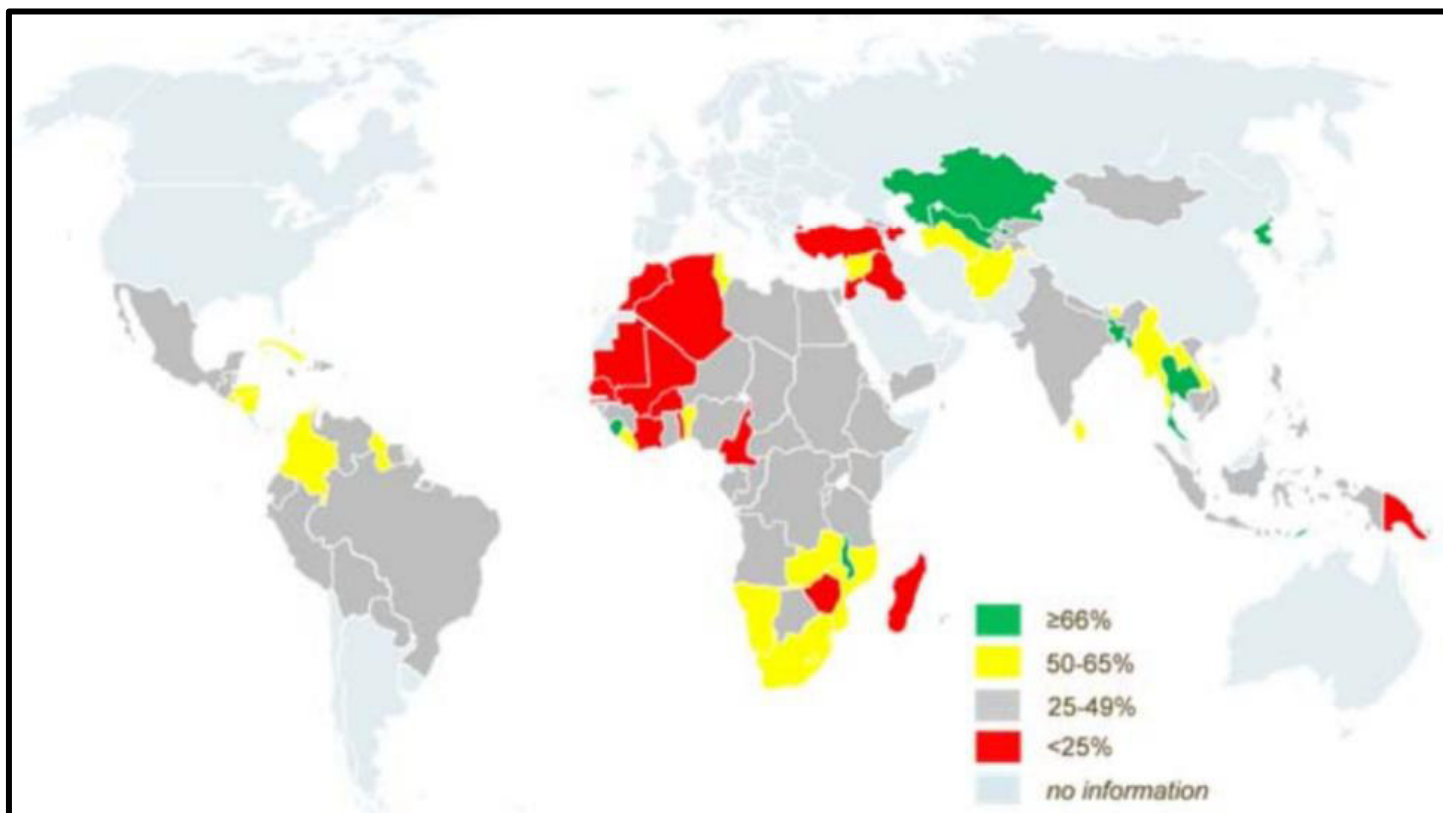 ≥66%
50-65%
25-49%
<25%
no information